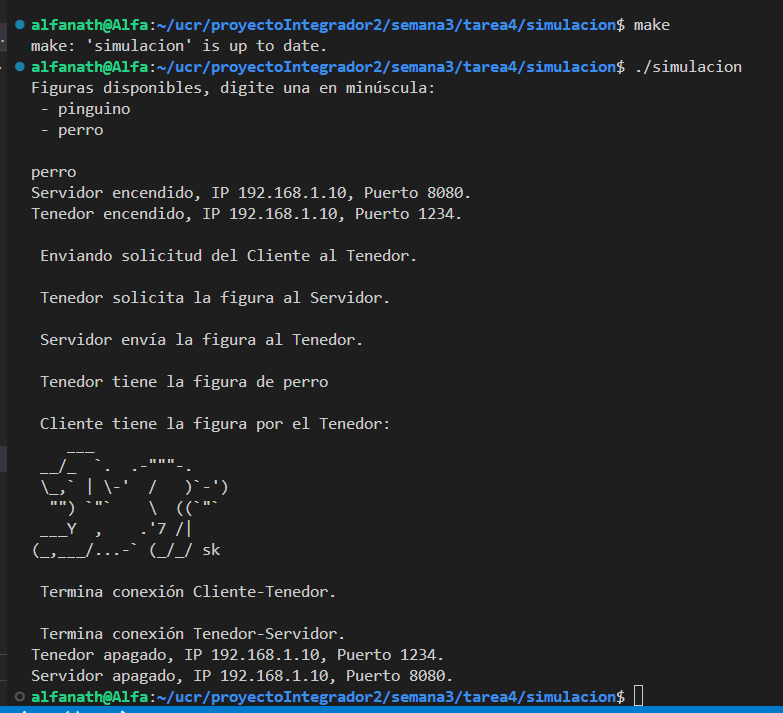 alfanath@Alfa:~/ucr/proyectoIntegrador2/semana3/tarea4/simulacion$ make
make: 'simulacion' is up to date.
alfanath@Alfa:~/ucr/proyectoIntegrador2/semana3/tarea4/simulacion$ ./simulacion
Figuras disponibles, digite una en minúscula:
 - pinguino
 - perro

perro
Servidor encendido, IP 192.168.1.10, Puerto 8080.
Tenedor encendido, IP 192.168.1.10, Puerto 1234.

 Enviando solicitud del Cliente al Tenedor.

 Tenedor solicita la figura al Servidor.

 Servidor envía la figura al Tenedor.

 Tenedor tiene la figura de perro

 Cliente tiene la figura por el Tenedor:
    ___
 __/_  `.  .-"""-.
 \_,` | \-'  /   )`-')
  "") `"`    \  ((`"`
 ___Y  ,    .'7 /|
(_,___/...-` (_/_/ sk

 Termina conexión Cliente-Tenedor.

 Termina conexión Tenedor-Servidor.
Tenedor apagado, IP 192.168.1.10, Puerto 1234.
Servidor apagado, IP 192.168.1.10, Puerto 8080.
alfanath@Alfa:~/ucr/proyectoIntegrador2/semana3/tarea4/simulacion$